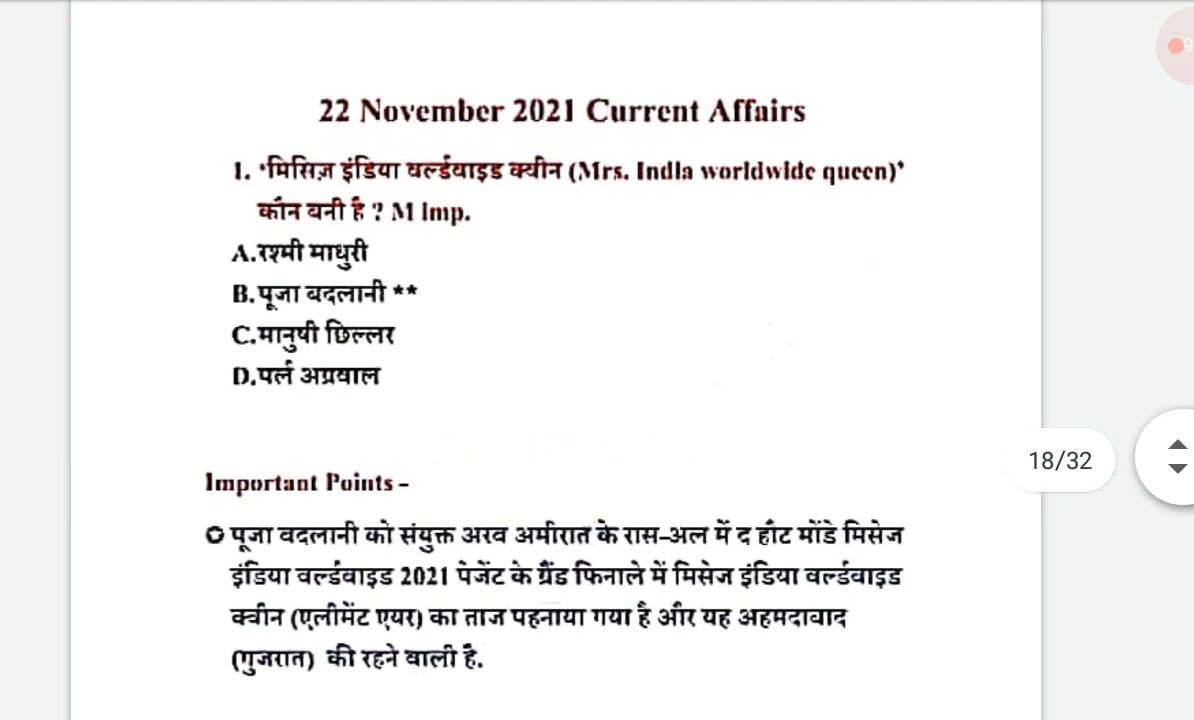 22 November 2021 Current Affairs
1. ‘मिसिज़ इंडिया वर्ल्डवाइड क्वीन (Mrs. India worldwide queen)’
कौन बनी है ? M Imp.
A.रश्मी माधुरी
B.पूजा बदलानी **
C.मानुषी छिल्लर
D.पर्ल अग्रवाल
Important Points –
✪ पूजा वदलानी को संयुक्त अरव अमीरात के रास-अल में द हॉट मोंडे मिसेज
इंडिया वर्ल्डवाइड 2021 पेजेंट के ग्रैंड फिनाले में मिसेज इंडिया वर्ल्डवाइड
क्वीन (एलीमेंट एयर) का ताज पहनाया गया है और यह अहमदाबाद
(गुजरात) की रहने वाली है.
18/32